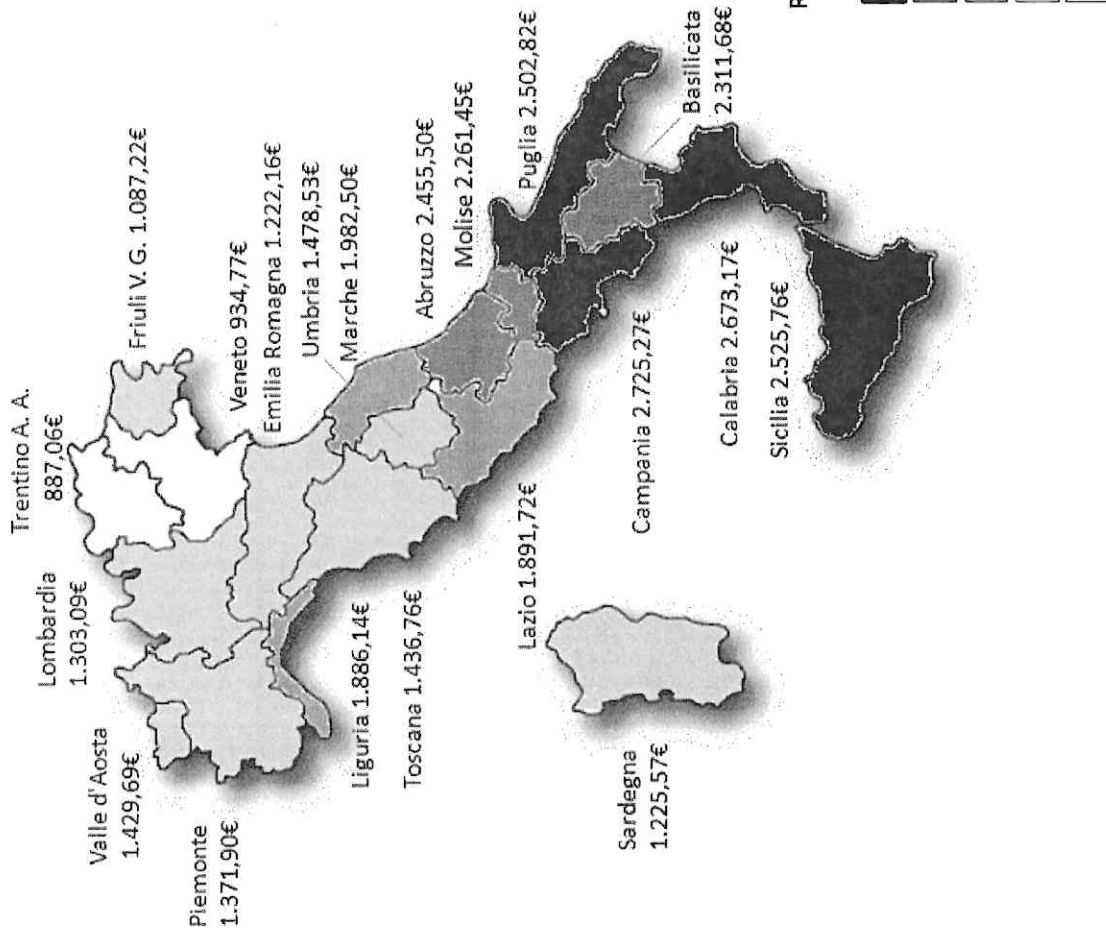 Trentino A. A.
887,06€
Friuli V. G. 1.087,22€
Lombardia
1.303,09€
Veneto 934,77€
Valle d'Aosta
1.429,69€
Emilia Romagna 1.222,16€
Umbria 1.478,53€
Marche 1.982,50€
Piemonte
1.371,90€
Abruzzo 2.455,50€
Molise 2.261,45€
Liguria 1.886,14€
Toscana 1.436,76€
Puglia 2.502,82€
Basilicata
2.311,68€
Lazio 1.891,72€
Campania 2.725,27€
Sardegna
1.225,57€
Calabria 2.673,17€
Sicilia 2.525,76€
R